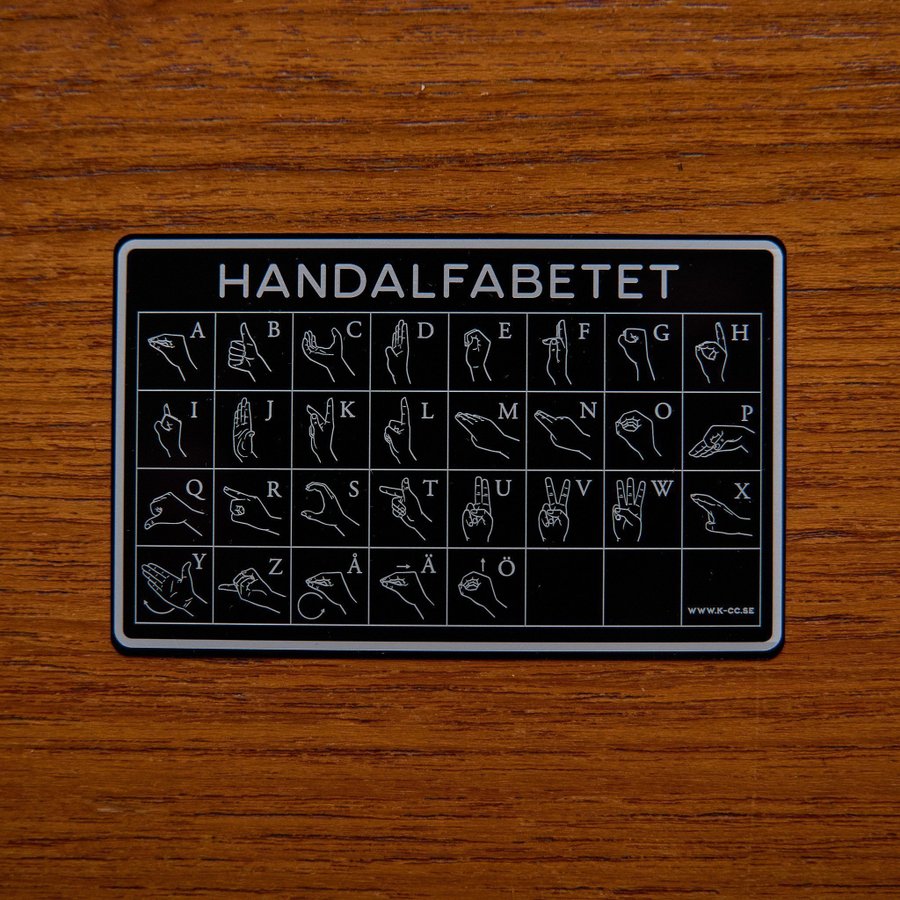 HANDALFABETET
A B C D E F G H
I J K L M N O P
Q R S T U V W X
Y Z Å Ä Ö
WWW.K-CC.SE